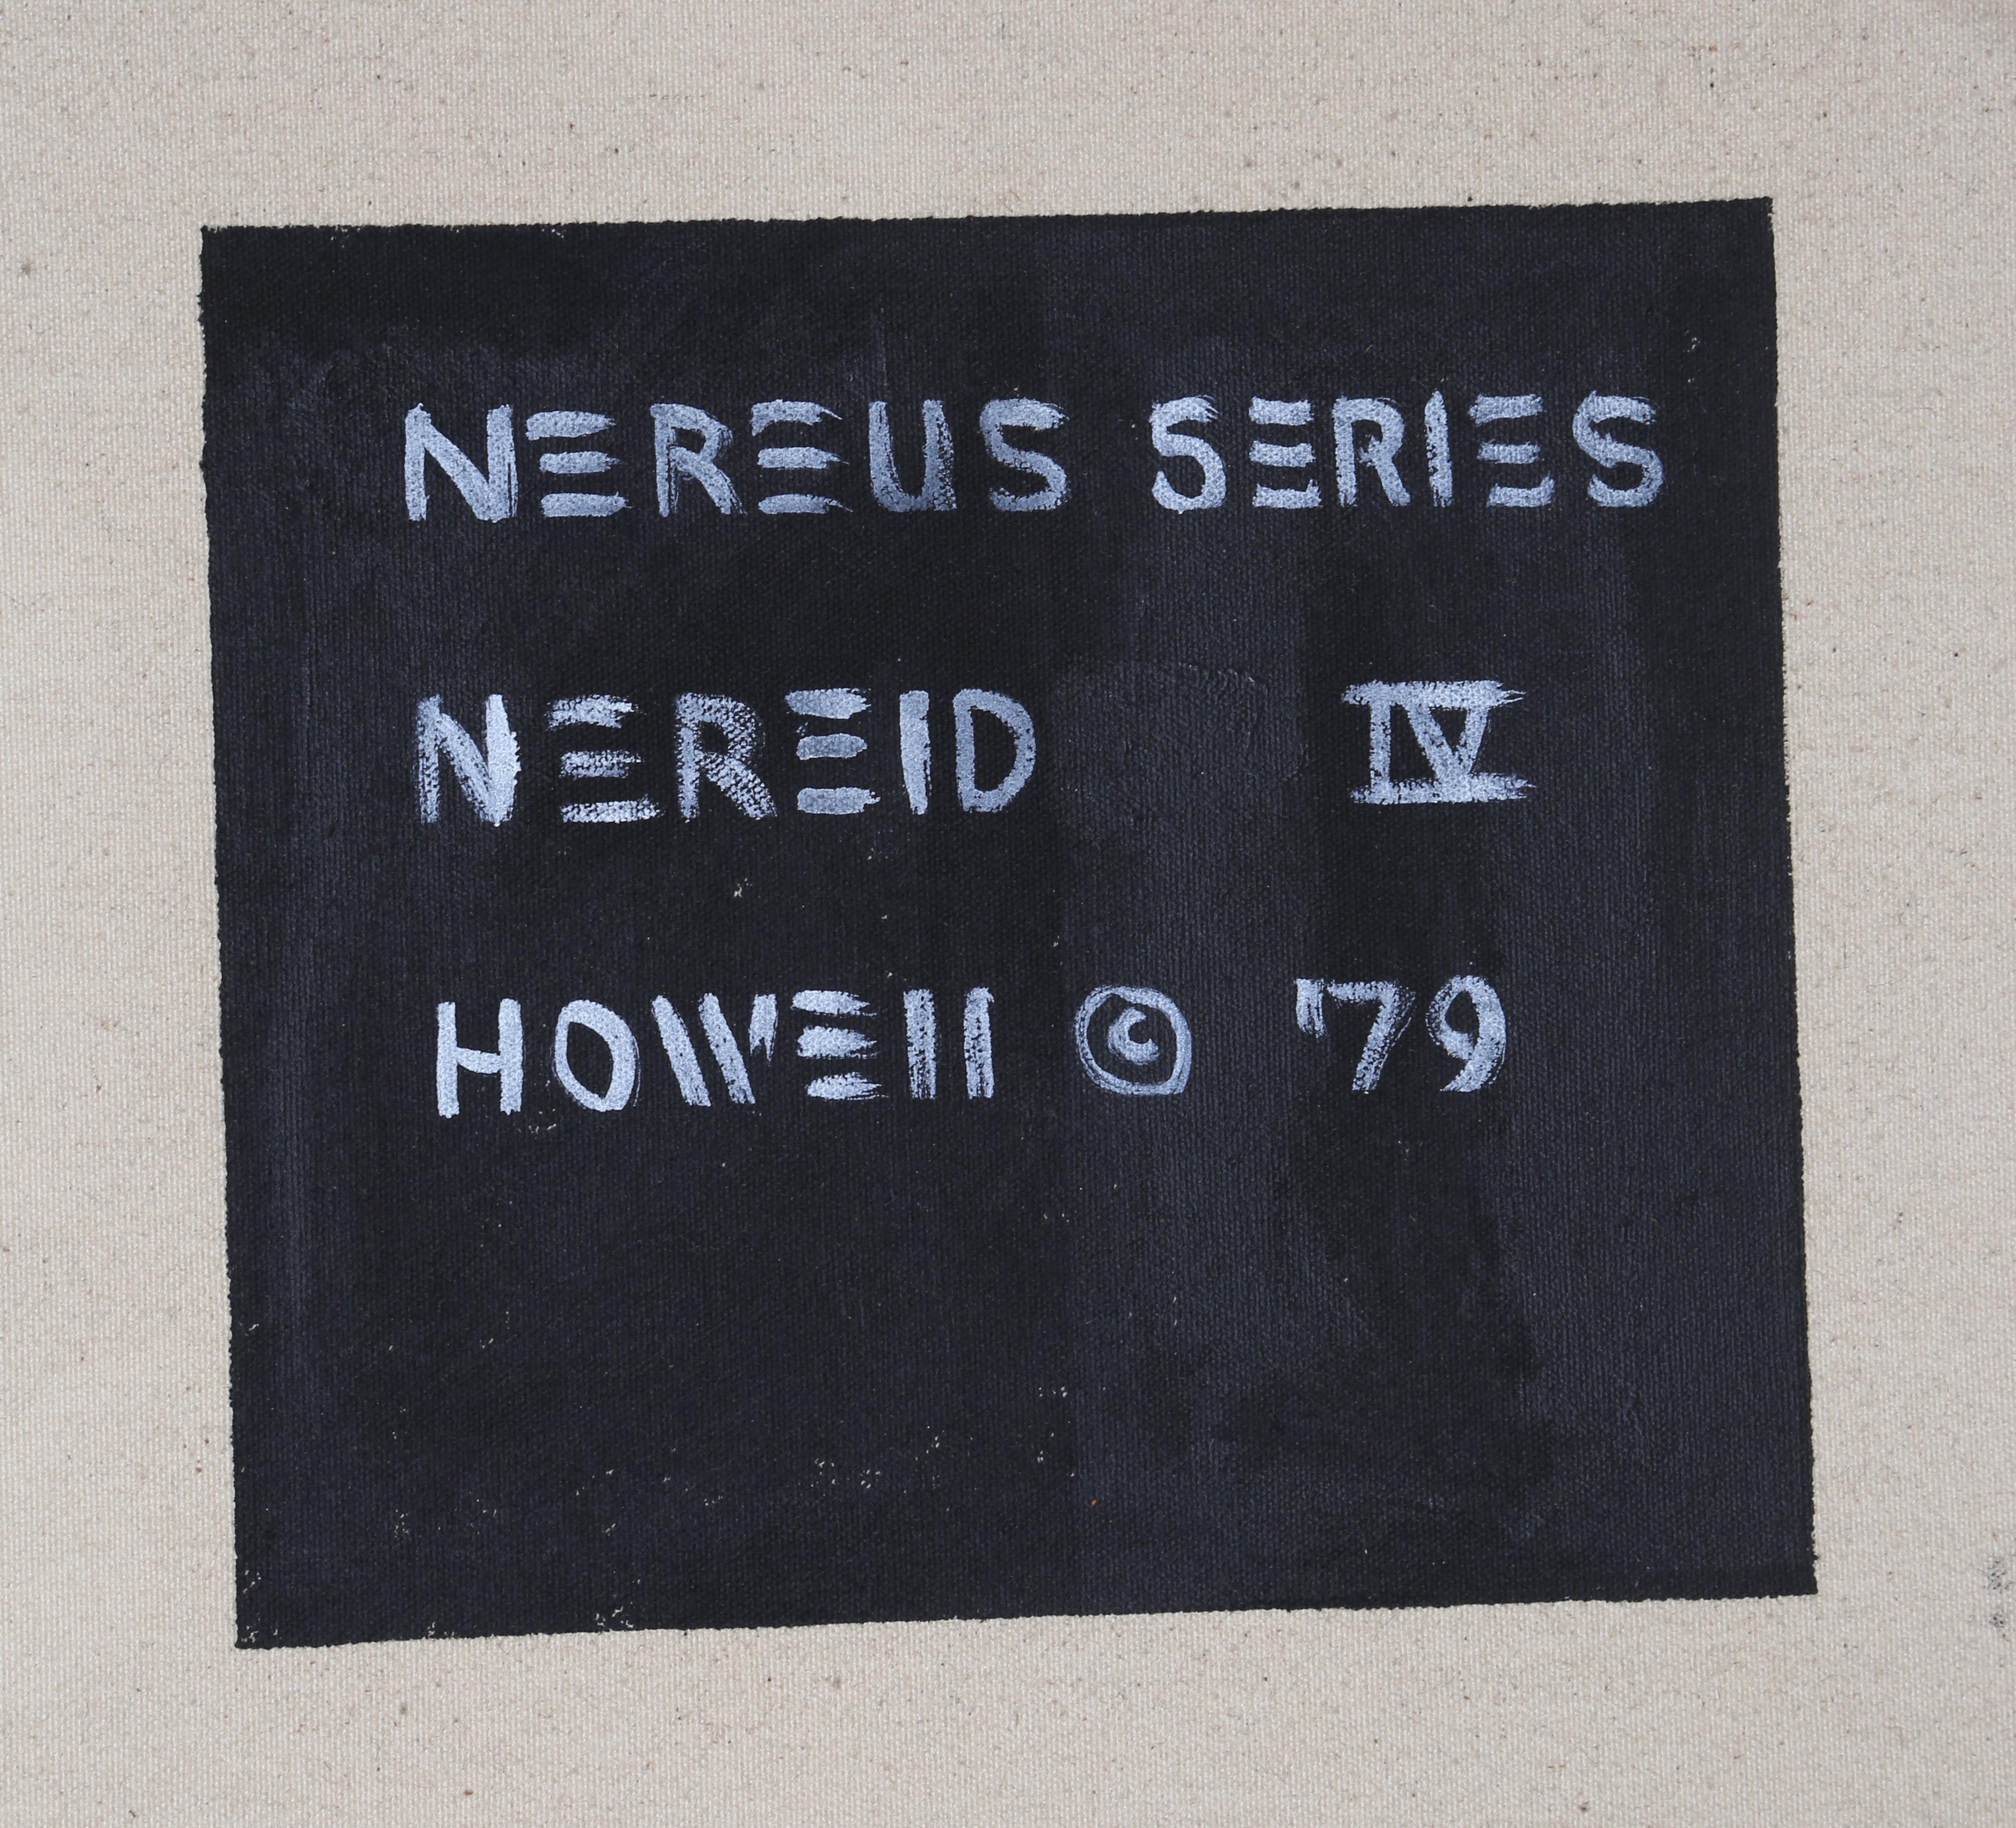 NEREUS SERIES
NEREID IV
HOWEll © '79